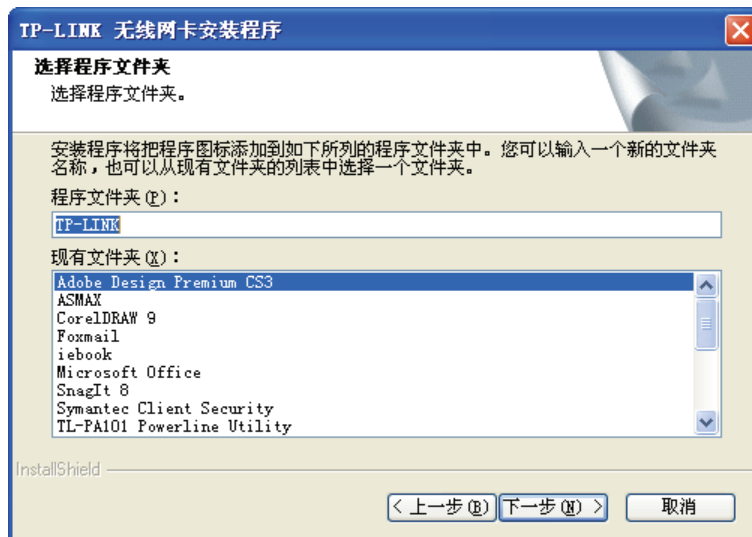 TP-LINK 无线网卡安装程序
选择程序文件夹
选择程序文件夹。
安装程序将把程序图标添加到如下所列的程序文件夹中。您可以输入一个新的文件夹
名称，也可以从现有文件夹的列表中选择一个文件夹。
程序文件夹(P)：
TP-LINK
现有文件夹(X)：
Adobe Design Premium CS3
ASMAX
CorelDRAW 9
Foxmail
iebook
Microsoft Office
SnagIt 8
Symantec Client Security
TL-PA101 Powerline Utility
InstallShield
< 上一步(B) 下一步(N) > 取消